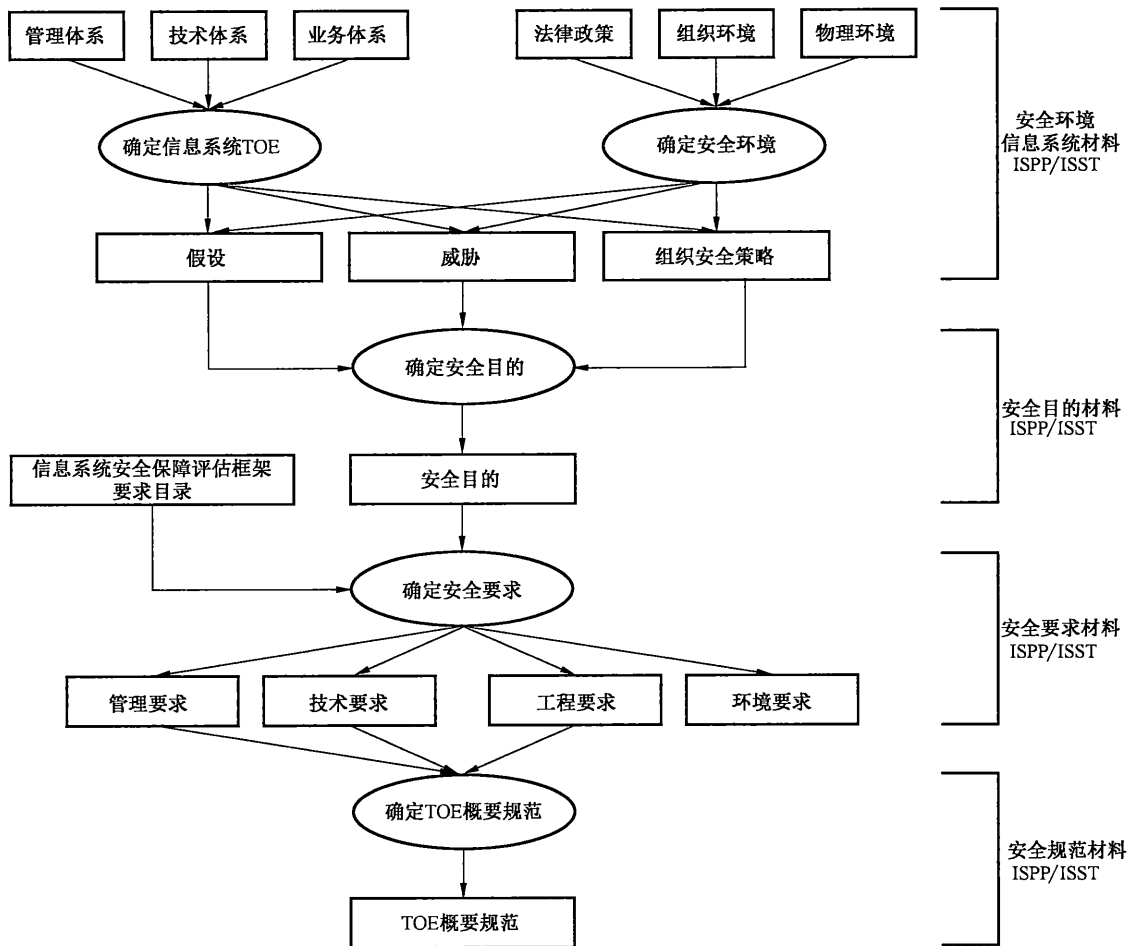 管理体系
技术体系
业务体系
法律政策
组织环境
物理环境
确定信息系统TOE
确定安全环境
安全环境
信息系统材料
ISPP/ISST
假设
威胁
组织安全策略
确定安全目的
安全目的材料
ISPP/ISST
信息系统安全保障评估框架
要求目录
安全目的
确定安全要求
安全要求材料
ISPP/ISST
管理要求
技术要求
工程要求
环境要求
确定TOE概要规范
安全规范材料
ISPP/ISST
TOE概要规范